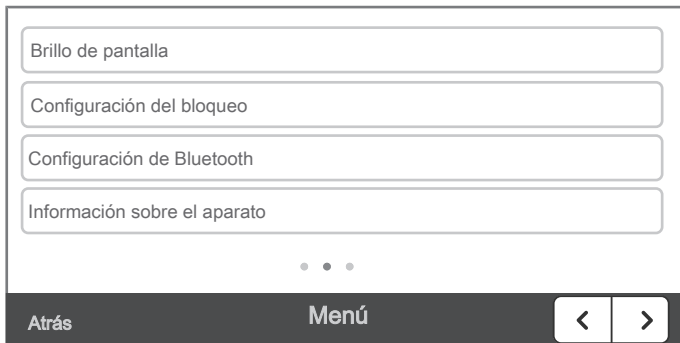 Brillo de pantalla
Configuración del bloqueo
Configuración de Bluetooth
Información sobre el aparato
Atrás
Menú